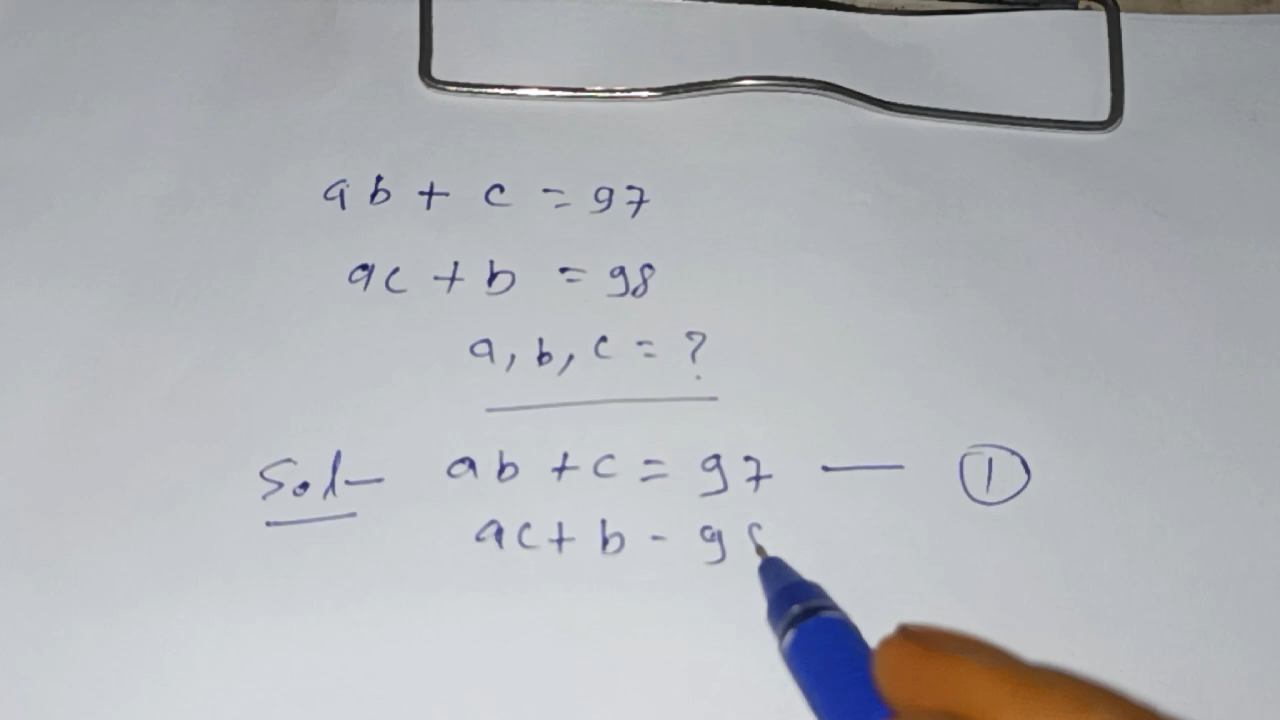 ab + c = 97
ac + b = 98
a, b, c = ?
Sol- ab + c = 97 — ①
ac + b - 9